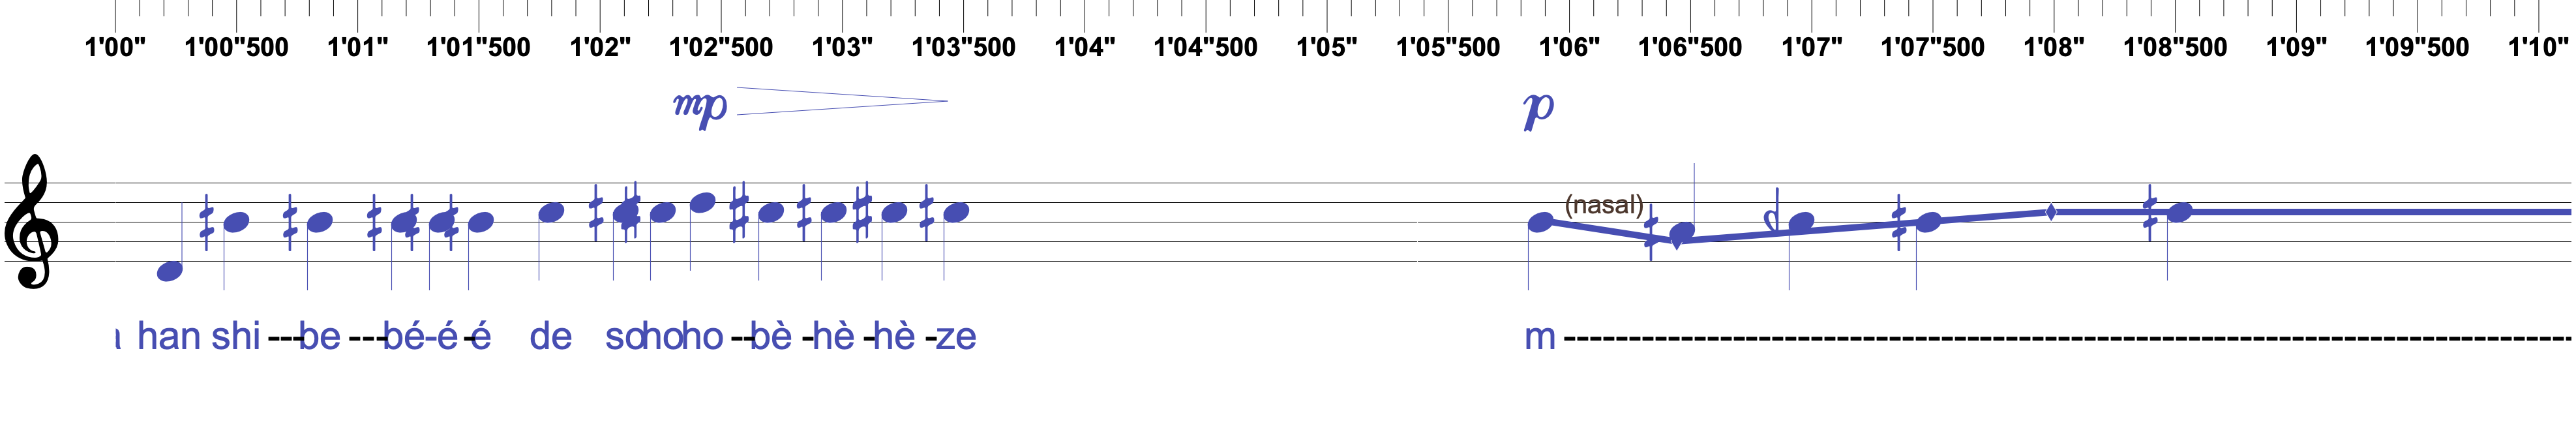 1'00" 1'00"500 1'01" 1'01"500 1'02" 1'02"500 1'03" 1'03"500 1'04" 1'04"500 1'05" 1'05"500 1'06" 1'06"500 1'07" 1'07"500 1'08" 1'08"500 1'09" 1'09"500 1'10"
mp p
(nasal)
han shi ---be ---bé-é-é de sohoho --bè -hè -hè -ze m ------------------------------------------------------------------------------